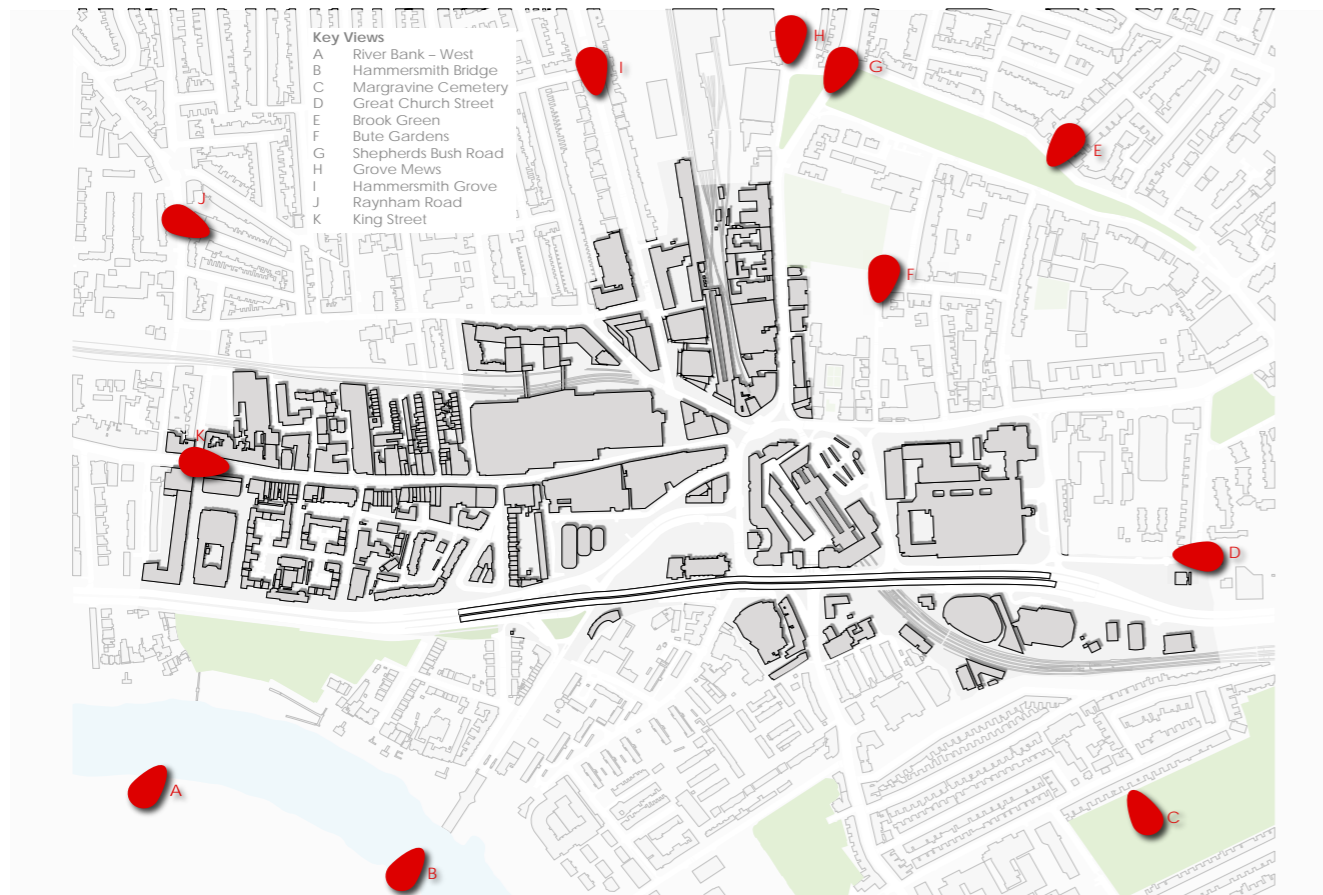 Key Views
A River Bank – West
B Hammersmith Bridge
C Margravine Cemetery
D Great Church Street
E Brook Green
F Bute Gardens
G Shepherds Bush Road
H Grove Mews
I Hammersmith Grove
J Raynham Road
K King Street
H
G
I
E
J
F
K
D
A
C
B